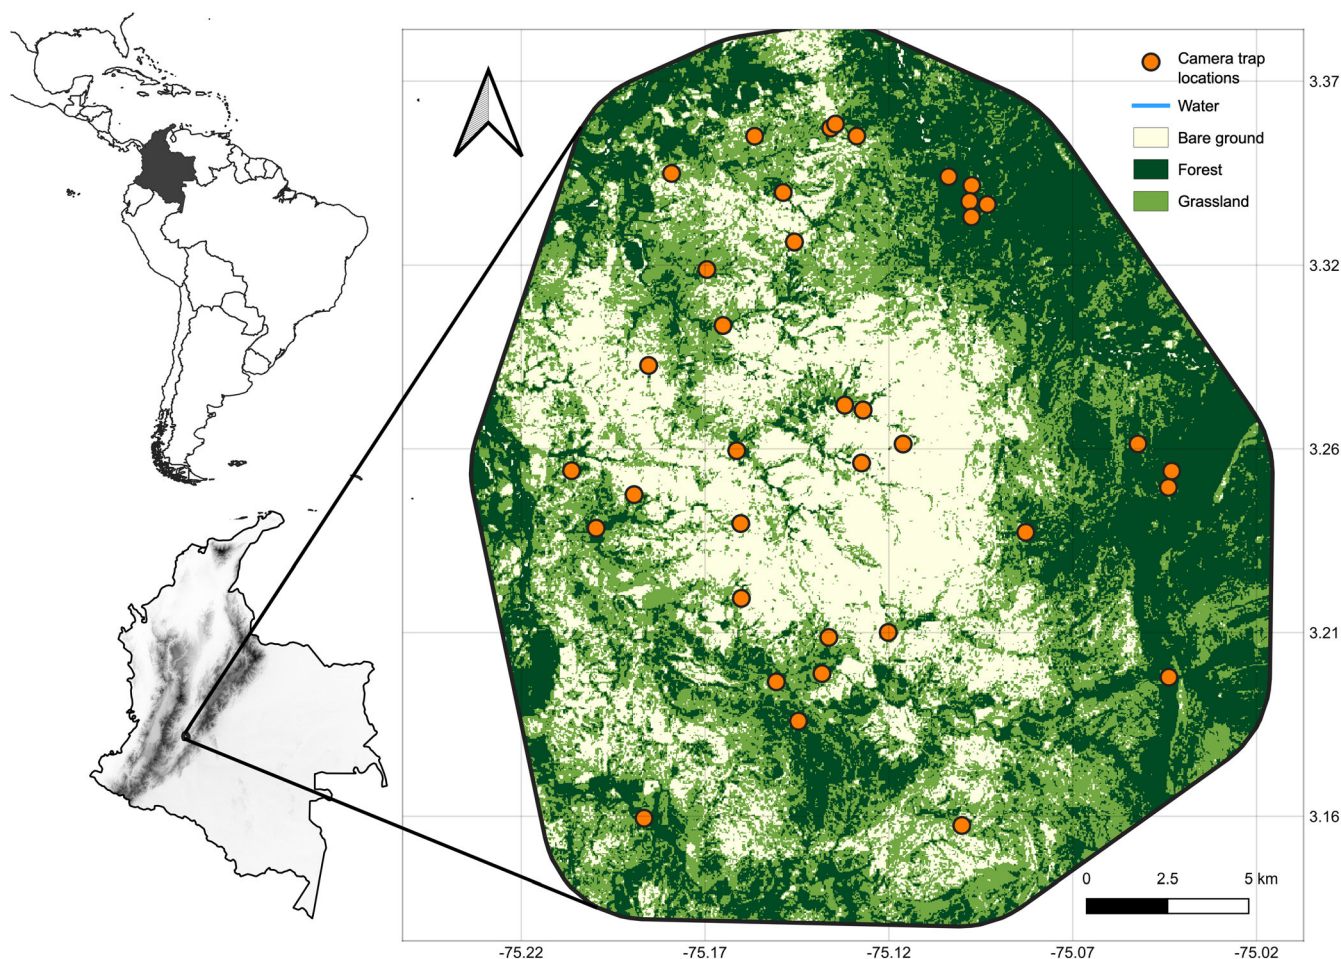 Camera trap
locations
Water
Bare ground
Forest
Grassland
3.37
3.32
3.26
3.21
3.16
0 2.5 5 km
-75.22 -75.17 -75.12 -75.07 -75.02